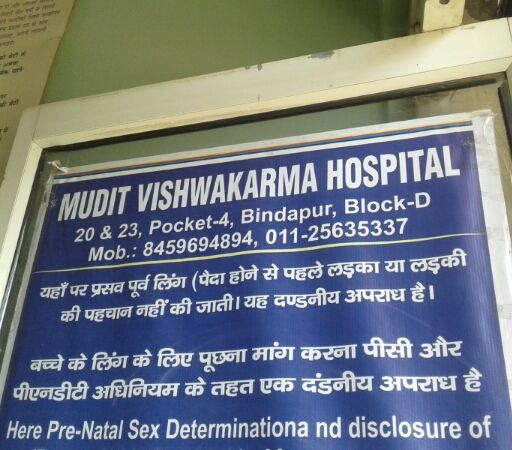 MUDIT VISHWAKARMA HOSPITAL
20 & 23, Pocket-4, Bindapur, Block-D
Mob.: 8459694894, 011-25635337
यहाँ पर प्रसव पूर्व लिंग (पैदा होने से पहले लड़का या लड़की
की पहचान नहीं की जाती। यह दण्डनीय अपराध है।
बच्चे के लिंग के लिए पूछना मांग करना पीसी और
पीएनडीटी अधिनियम के तहत एक दंडनीय अपराध है
Here Pre-Natal Sex Determinationa nd disclosure of